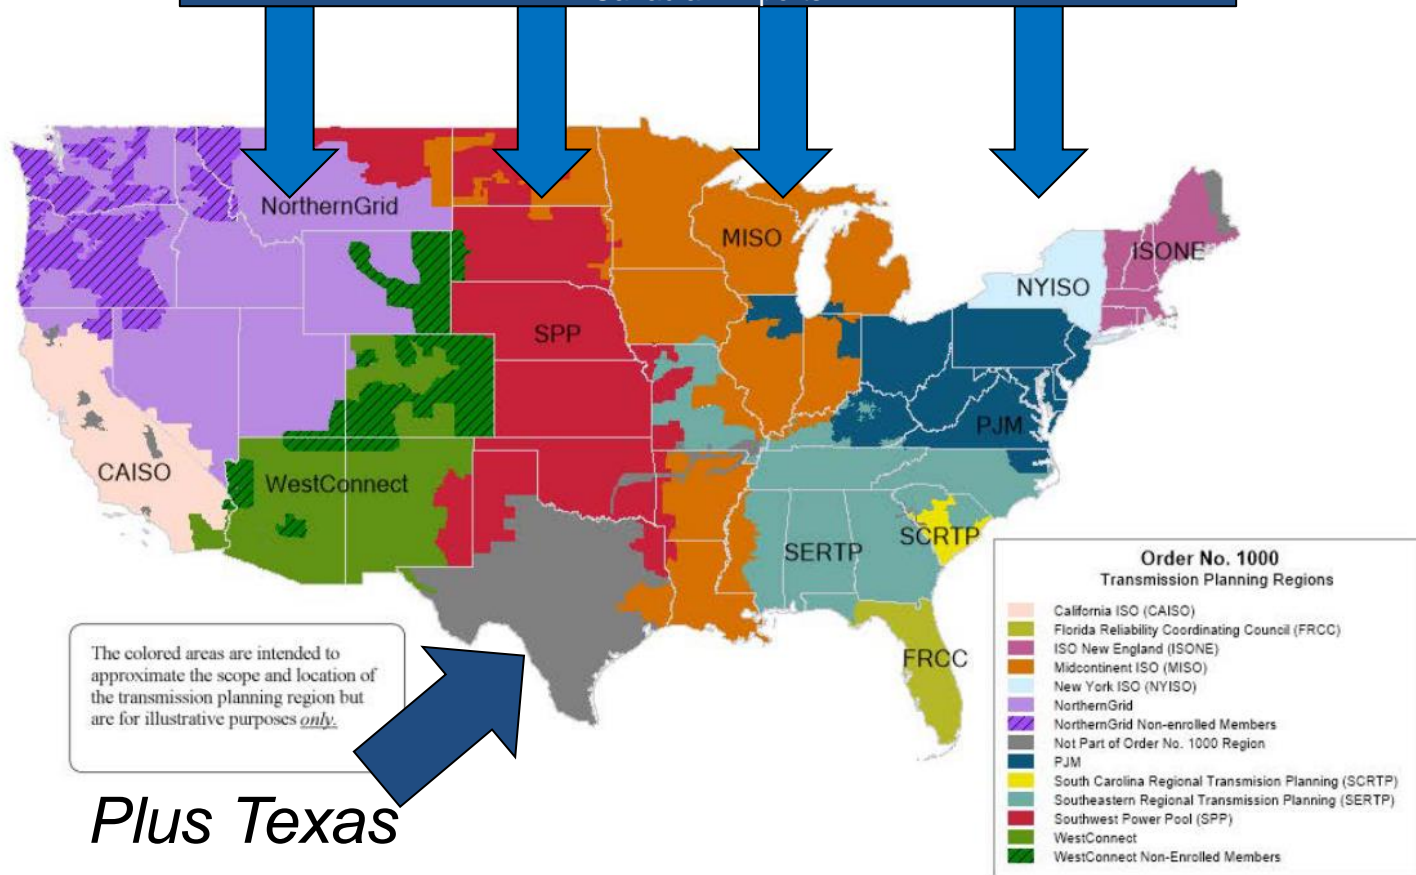 NorthernGrid
MISO
ISONE
NYISO
SPP
PJM
CAISO
WestConnect
SCRTP
SERTP
FRCC
The colored areas are intended to
approximate the scope and location of
the transmission planning region but
are for illustrative purposes only.
Plus Texas
Order No. 1000
Transmission Planning Regions
California ISO (CAISO)
Florida Reliability Coordinating Council (FRCC)
ISO New England (ISONE)
Midcontinent ISO (MISO)
New York ISO (NYISO)
NorthernGrid
NorthernGrid Non-enrolled Members
Not Part of Order No. 1000 Region
PJM
South Carolina Regional Transmision Planning (SCRTP)
Southeastern Regional Transmission Planning (SERTP)
Southwest Power Pool (SPP)
WestConnect
WestConnect Non-Enrolled Members